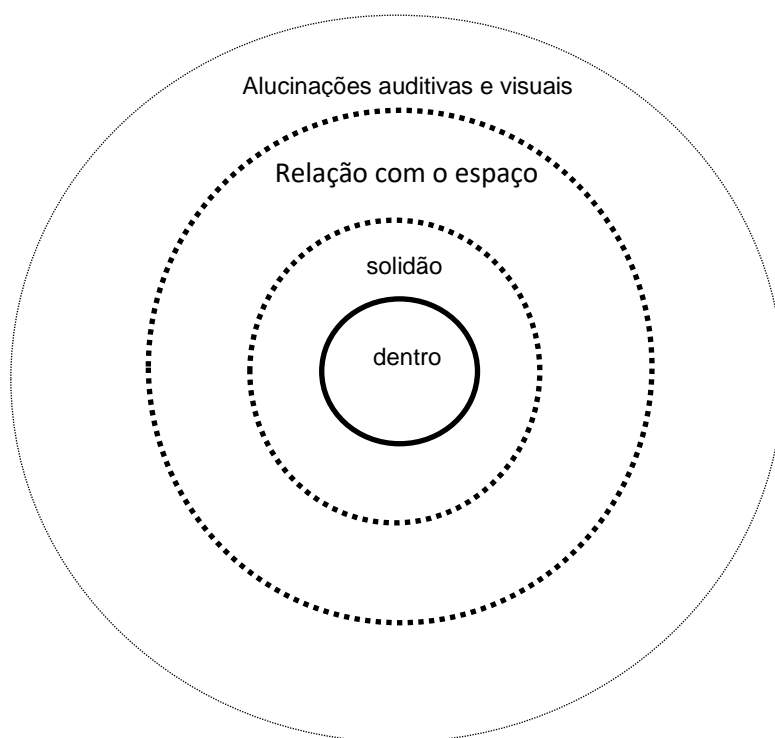 Alucinações auditivas e visuais
Relação com o espaço
solidão
dentro